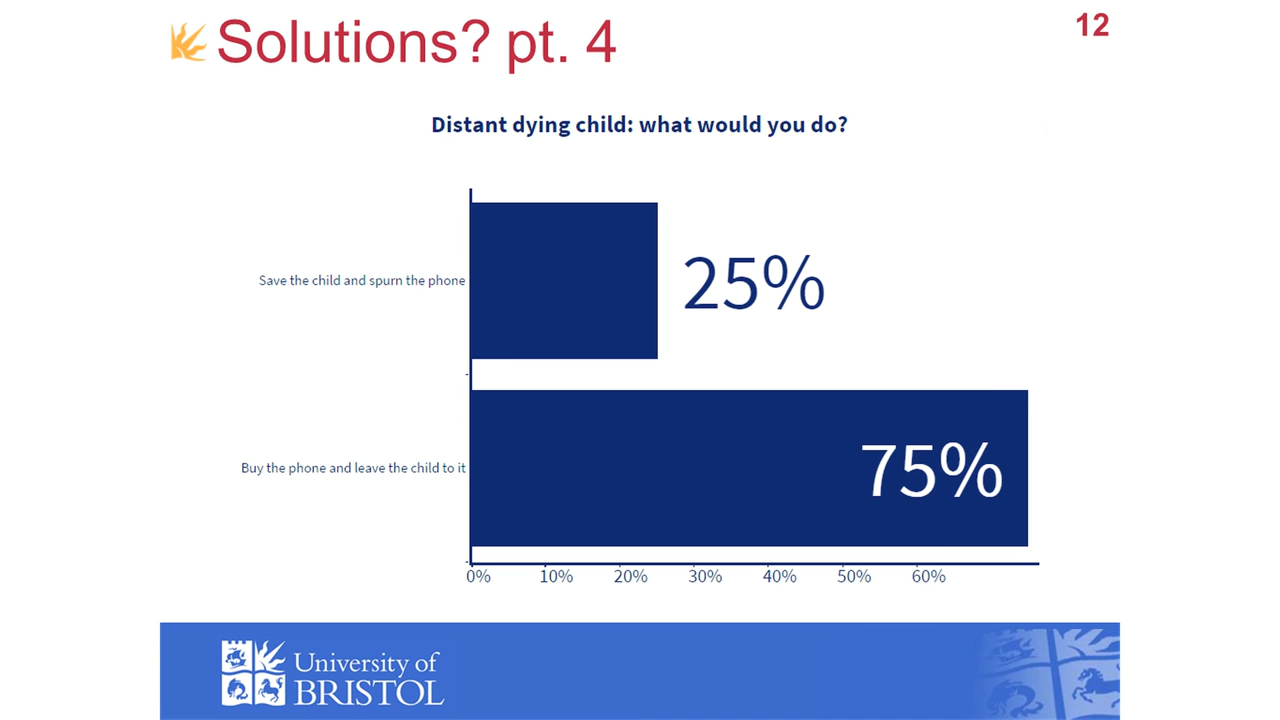 Solutions? pt. 4
12
Distant dying child: what would you do?
Save the child and spurn the phone
25%
Buy the phone and leave the child to it
75%
0% 10% 20% 30% 40% 50% 60%
University of
BRISTOL